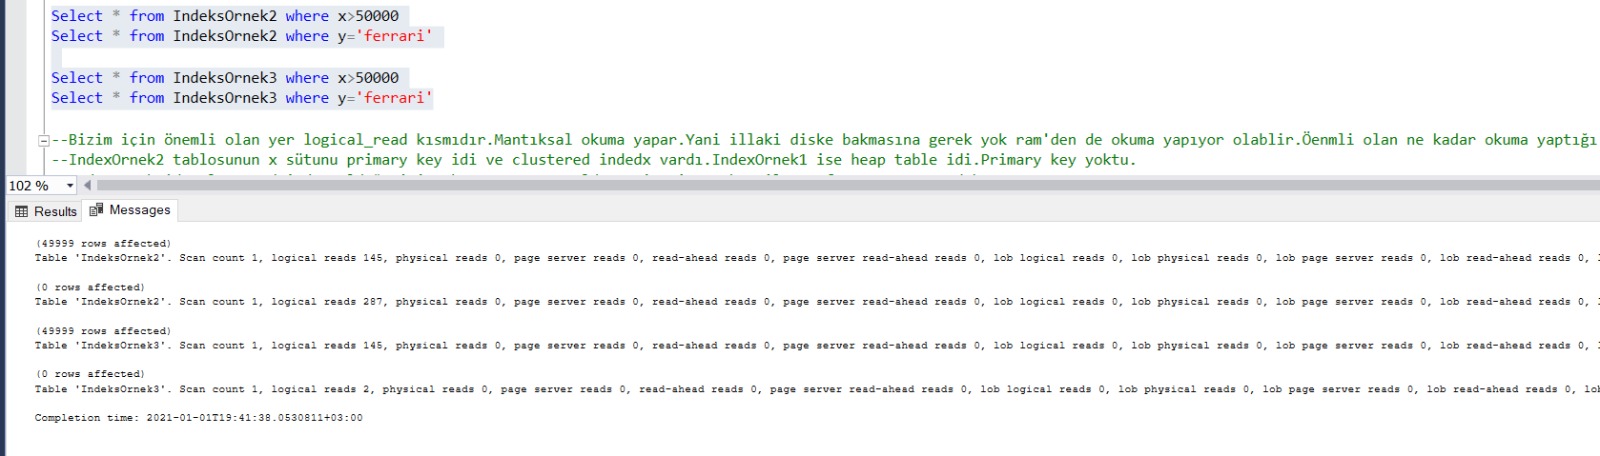 Select * from IndeksOrnek2 where x>50000
Select * from IndeksOrnek2 where y='ferrari'
Select * from IndeksOrnek3 where x>50000
Select * from IndeksOrnek3 where y='ferrari'
--Bizim için önemli olan yer logical_read kısmıdır.Mantıksal okuma yapar.Yani illaki diske bakmasına gerek yok ram'den de okuma yapıyor olablir.Öenmli olan ne kadar okuma yaptığı
--IndexOrnek2 tablosunun x sütunu primary key idi ve clustered indedx vardı.IndexOrnek1 ise heap table idi.Primary key yoktu.
102 %
Results Messages
(49999 rows affected)
Table 'IndeksOrnek2'. Scan count 1, logical reads 145, physical reads 0, page server reads 0, read-ahead reads 0, page server read-ahead reads 0, lob logical reads 0, lob physical reads 0, lob page server reads 0, lob read-ahead reads 0,
(0 rows affected)
Table 'IndeksOrnek2'. Scan count 1, logical reads 287, physical reads 0, page server reads 0, read-ahead reads 0, page server read-ahead reads 0, lob logical reads 0, lob physical reads 0, lob page server reads 0, lob read-ahead reads 0,
(49999 rows affected)
Table 'IndeksOrnek3'. Scan count 1, logical reads 145, physical reads 0, page server reads 0, read-ahead reads 0, page server read-ahead reads 0, lob logical reads 0, lob physical reads 0, lob page server reads 0, lob read-ahead reads 0,
(0 rows affected)
Table 'IndeksOrnek3'. Scan count 1, logical reads 2, physical reads 0, page server reads 0, read-ahead reads 0, page server read-ahead reads 0, lob logical reads 0, lob physical reads 0, lob page server reads 0, lob read-ahead reads 0, lob
Completion time: 2021-01-01T19:41:38.0530811+03:00